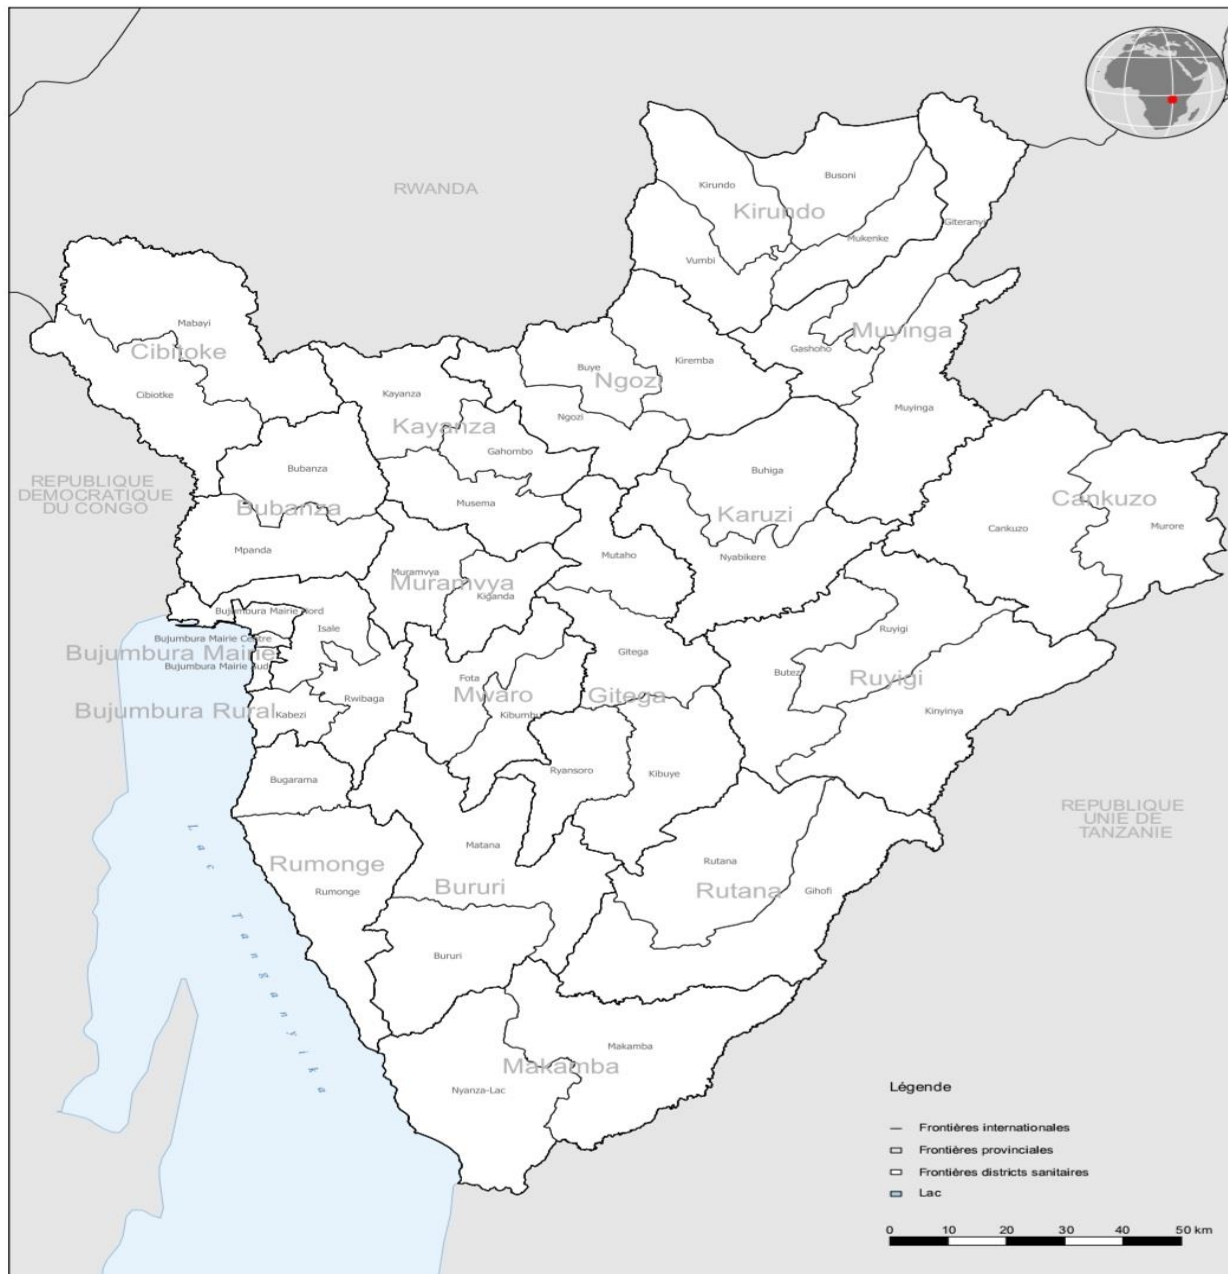 RWANDA
Kirundo
Busoni
Kirundo
Giteranyi
Mukenke
Vumbi
Mabayi
Cibitoke
Cibiotke
Muyinga
Gashoho
Kiremba
Buye
Ngozi
Ngozi
Kayanza
Kayanza
Gahombo
Muyinga
Bubanza
Bubanza
Musema
Mpanda
REPUBLIQUE
DEMOCRATIQUE
DU CONGO
Buhiga
Karuzi
Nyabikere
Cankuzo
Cankuzo
Murore
Mutaho
Muramvya
Muramvya
Kiganda
Bujumbura Mairie Nord
Isale
Bujumbura Mairie Centre
Bujumbura Mairie
Bujumbura Mairie Sud
Bujumbura Rural
Rwibaga
Kabezi
Fota
Mwaro
Kibumbu
Gitega
Gitega
Ruyigi
Butezi
Ruyigi
Kinyinya
Bugarama
Ryansoro
Kibuye
REPUBLIQUE
UNIE DE
TANZANIE
Lac Tanganyika
Rumonge
Rumonge
Matana
Bururi
Bururi
Rutana
Rutana
Gihofi
Makamba
Makamba
Nyanza-Lac
Légende
Frontières internationales
Frontières provinciales
Frontières districts sanitaires
Lac
0 10 20 30 40 50 km